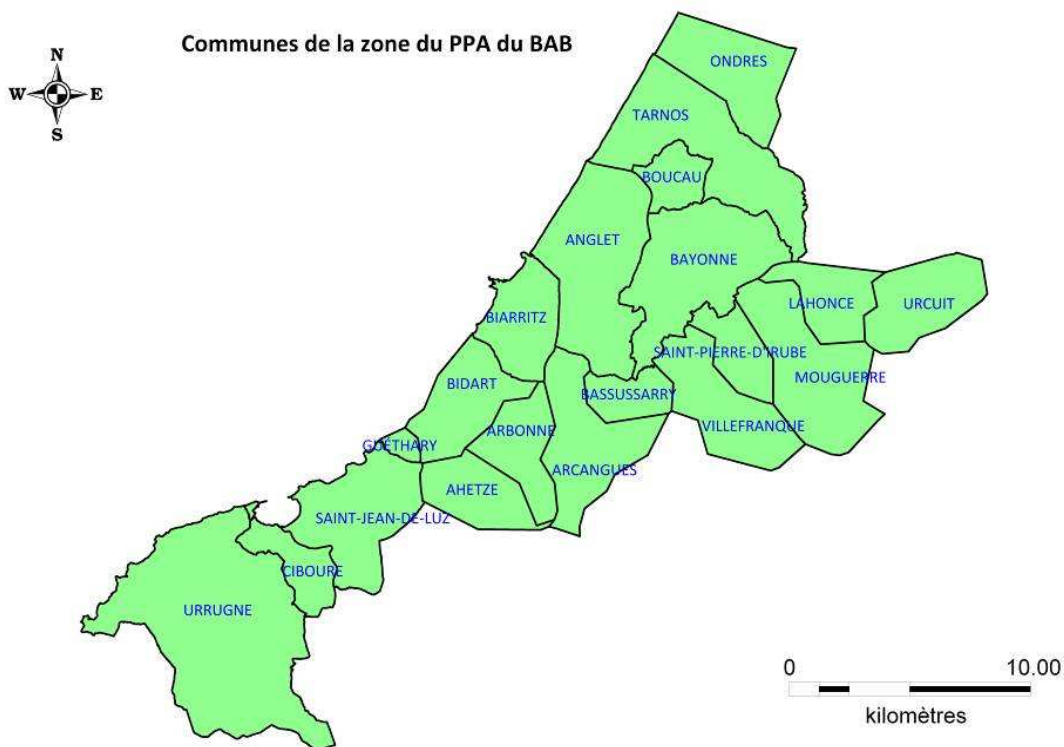 Communes de la zone du PPA du BAB
N
W E
S
ONDRES
TARNOS
BOUCAU
ANGLET
BAYONNE
LAHONCE
URCUIT
BIARRITZ
SAINT-PIERRE-D'IRUBE
MOUGUERRE
BIDART
BASSUSSARRY
VILLEFRANQUE
ARBONNE
GUÉTHARY
ARCANGUES
AHETZE
SAINT-JEAN-DE-LUZ
CIBOURE
URRUGNE
0 10.00
kilomètres